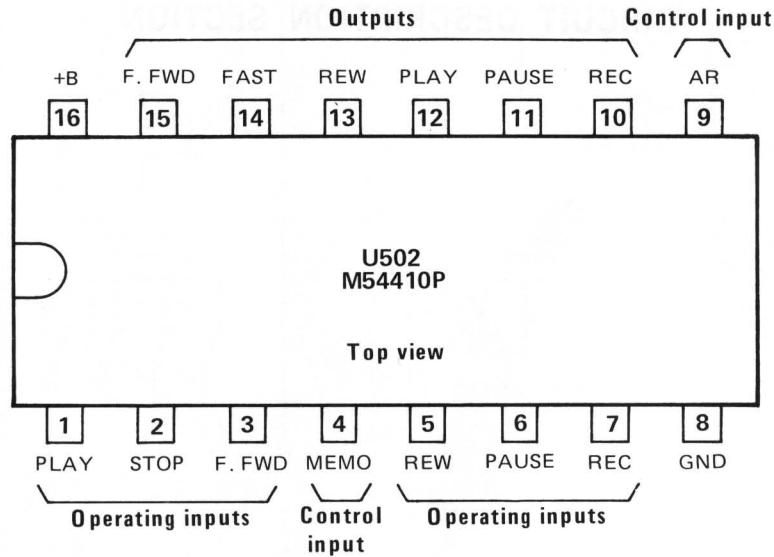 Outputs Control input
+B F. FWD FAST REW PLAY PAUSE REC AR
16 15 14 13 12 11 10 9
U502
M54410P
Top view
1 2 3 4 5 6 7 8
PLAY STOP F. FWD MEMO REW PAUSE REC GND
Operating inputs Control input Operating inputs